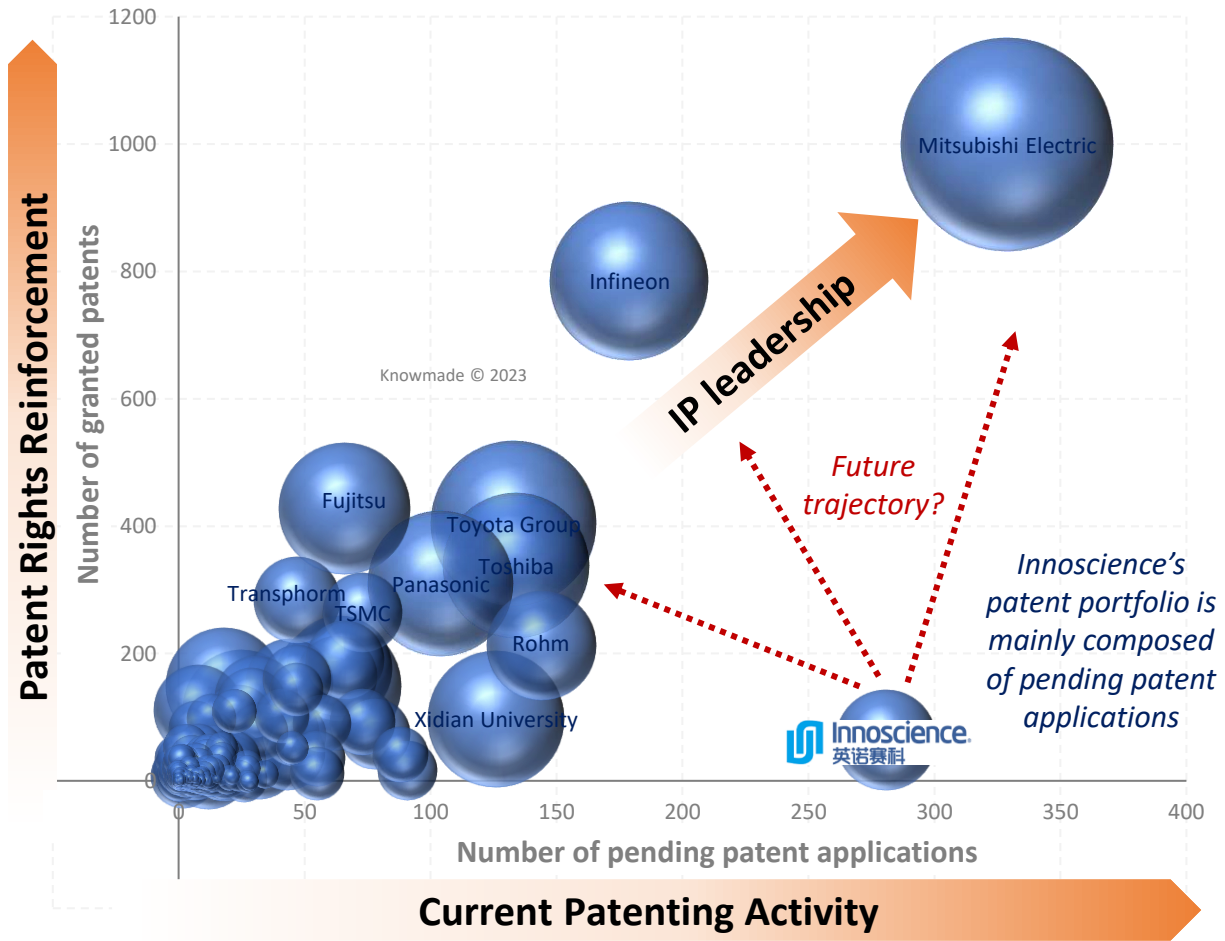 Patent Rights Reinforcement
Number of granted patents
1200
1000
800
600
400
200
0
Mitsubishi Electric
Infineon
IP leadership
Knowmade © 2023
Fujitsu
Toyota Group
Toshiba
Panasonic
Transphorm
TSMC
Rohm
Xidian University
Future
trajectory?
Innoscience’s
patent portfolio is
mainly composed
of pending patent
applications
Innoscience®
英诺赛科
0
50
100
150
200
250
300
350
400
Number of pending patent applications
Current Patenting Activity